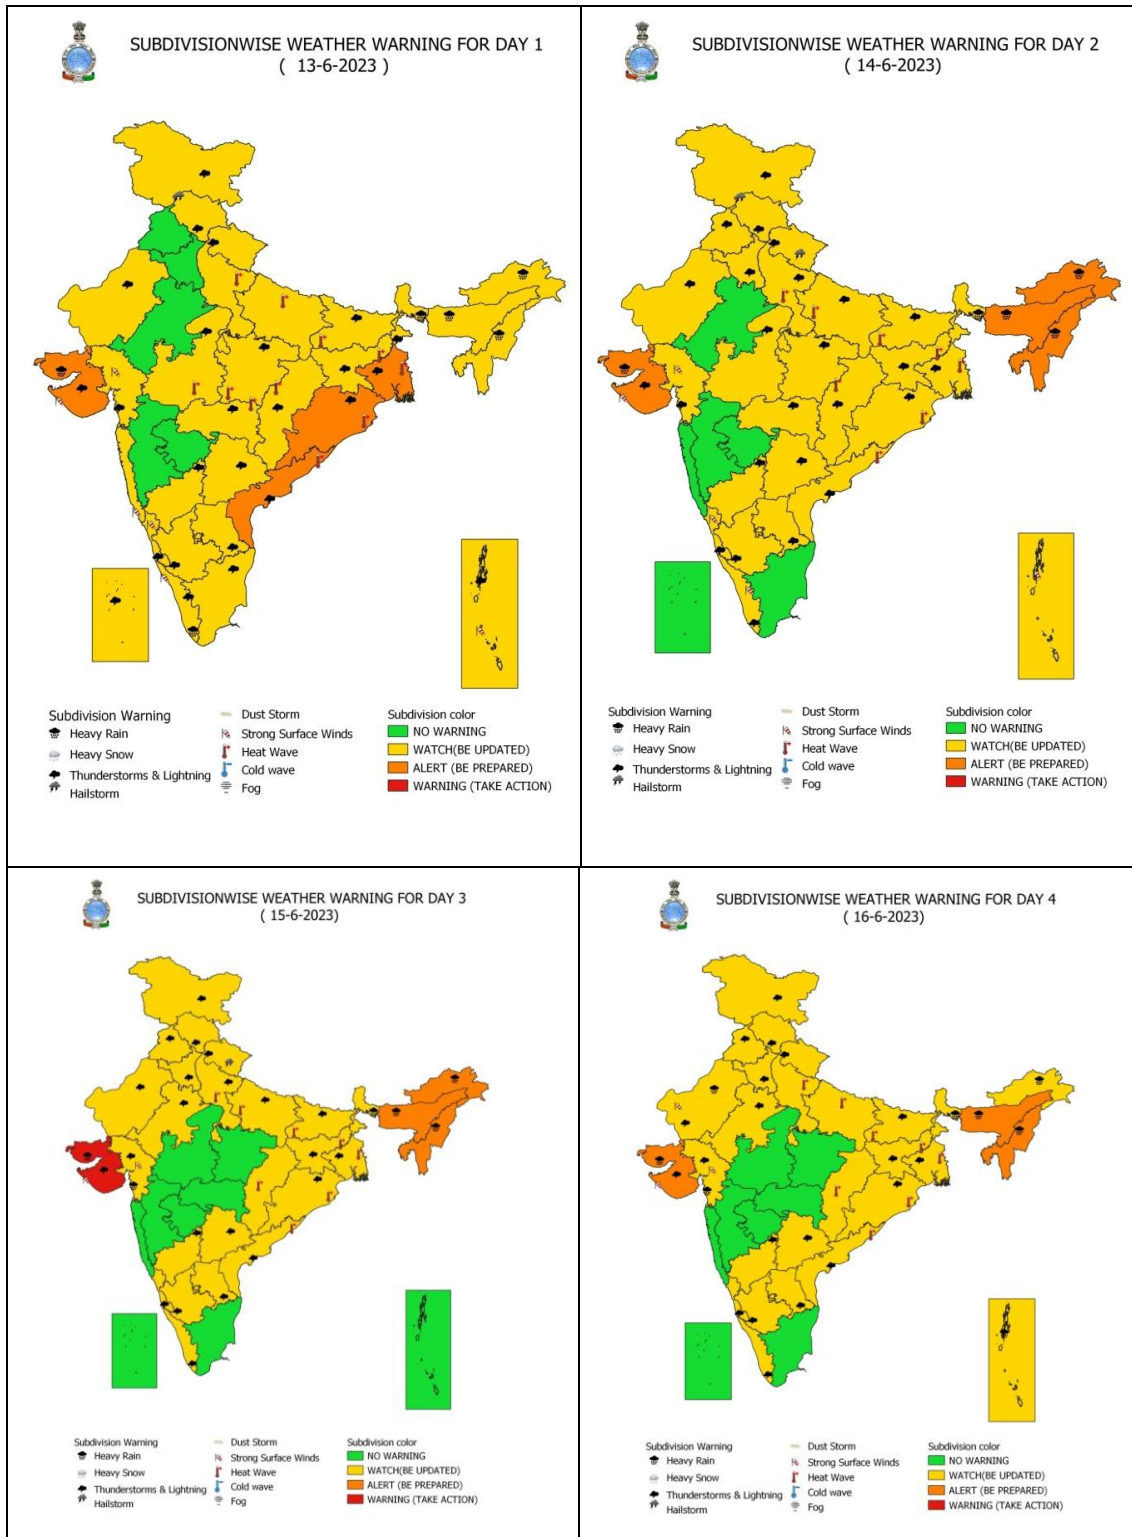 SUBDIVISIONWISE WEATHER WARNING FOR DAY 1
( 13-6-2023 )
Subdivision Warning
Heavy Rain
Heavy Snow
Thunderstorms & Lightning
Hailstorm
Dust Storm
Strong Surface Winds
Heat Wave
Cold wave
Fog
Subdivision color
NO WARNING
WATCH(BE UPDATED)
ALERT (BE PREPARED)
WARNING (TAKE ACTION)
SUBDIVISIONWISE WEATHER WARNING FOR DAY 2
( 14-6-2023)
Subdivision Warning
Heavy Rain
Heavy Snow
Thunderstorms & Lightning
Hailstorm
Dust Storm
Strong Surface Winds
Heat Wave
Cold wave
Fog
Subdivision color
NO WARNING
WATCH(BE UPDATED)
ALERT (BE PREPARED)
WARNING (TAKE ACTION)
SUBDIVISIONWISE WEATHER WARNING FOR DAY 3
( 15-6-2023)
Subdivision Warning
Heavy Rain
Heavy Snow
Thunderstorms & Lightning
Hailstorm
Dust Storm
Strong Surface Winds
Heat Wave
Cold wave
Fog
Subdivision color
NO WARNING
WATCH(BE UPDATED)
ALERT (BE PREPARED)
WARNING (TAKE ACTION)
SUBDIVISIONWISE WEATHER WARNING FOR DAY 4
( 16-6-2023)
Subdivision Warning
Heavy Rain
Heavy Snow
Thunderstorms & Lightning
Hailstorm
Dust Storm
Strong Surface Winds
Heat Wave
Cold wave
Fog
Subdivision color
NO WARNING
WATCH(BE UPDATED)
ALERT (BE PREPARED)
WARNING (TAKE ACTION)